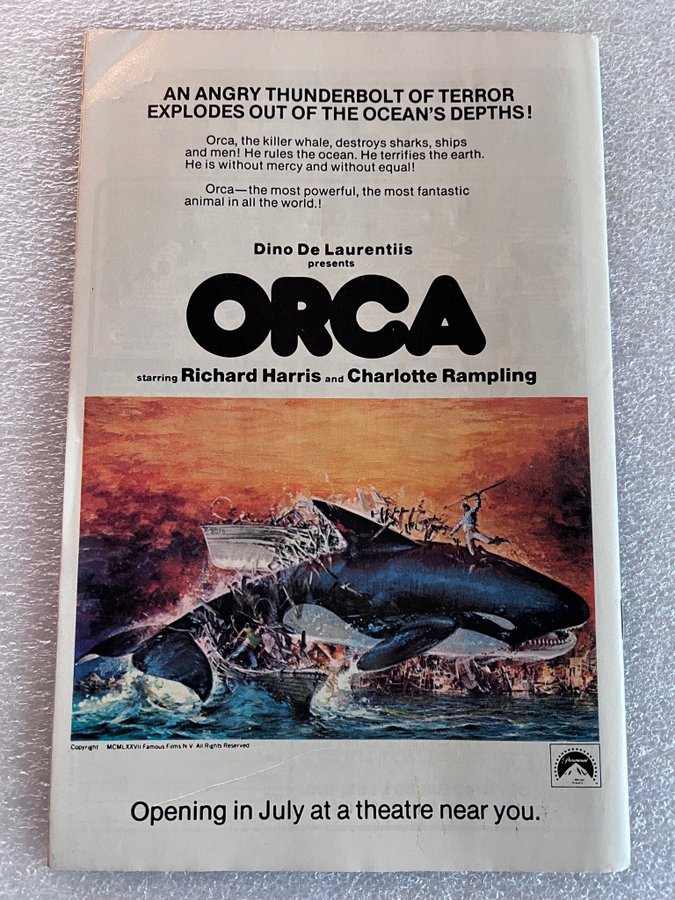 AN ANGRY THUNDERBOLT OF TERROR
EXPLODES OUT OF THE OCEAN'S DEPTHS!
Orca, the killer whale, destroys sharks, ships
and men! He rules the ocean. He terrifies the earth.
He is without mercy and without equal!
Orca—the most powerful, the most fantastic
animal in all the world.!
Dino De Laurentiis
presents
ORCA
starring Richard Harris and Charlotte Rampling
Copyright MCMLXXVII Famous Films N V All Rights Reserved
Paramount
Opening in July at a theatre near you.